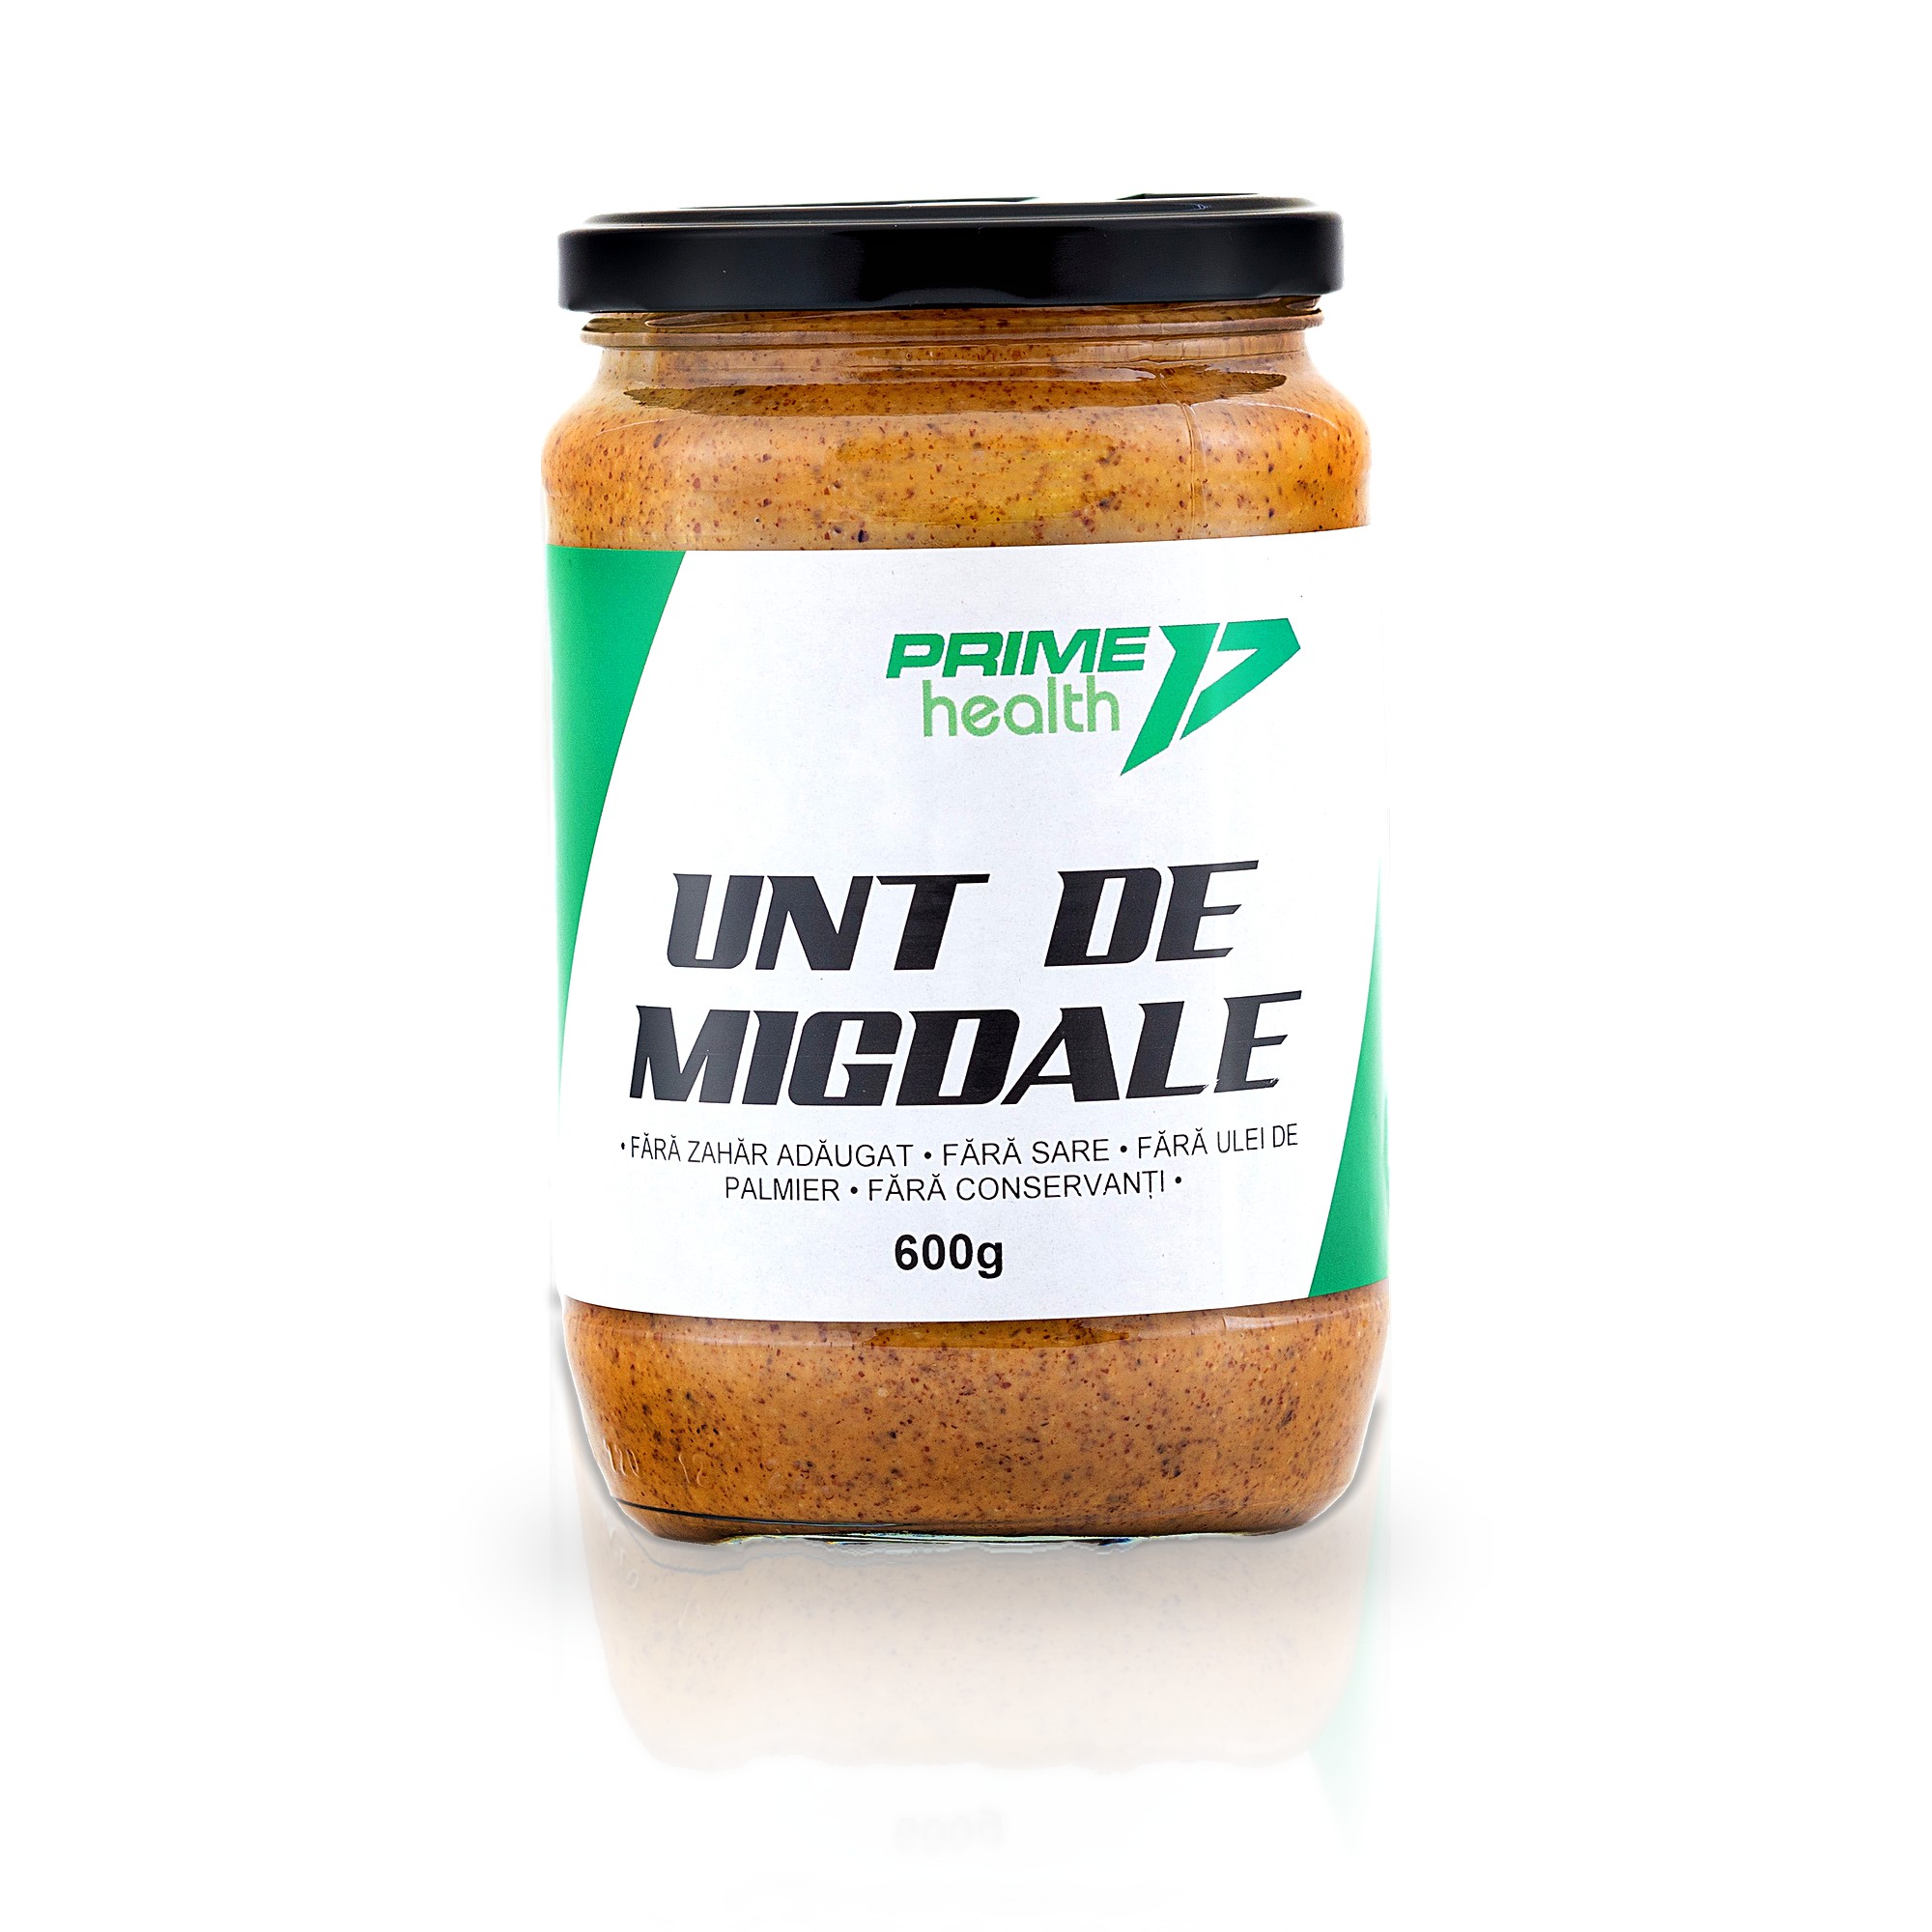 PRIME
health
UNT DE
MIGDALE
• FĂRĂ ZAHĂR ADĂUGAT • FĂRĂ SARE • FĂRĂ ULEI DE
PALMIER • FĂRĂ CONSERVANȚI •
600g